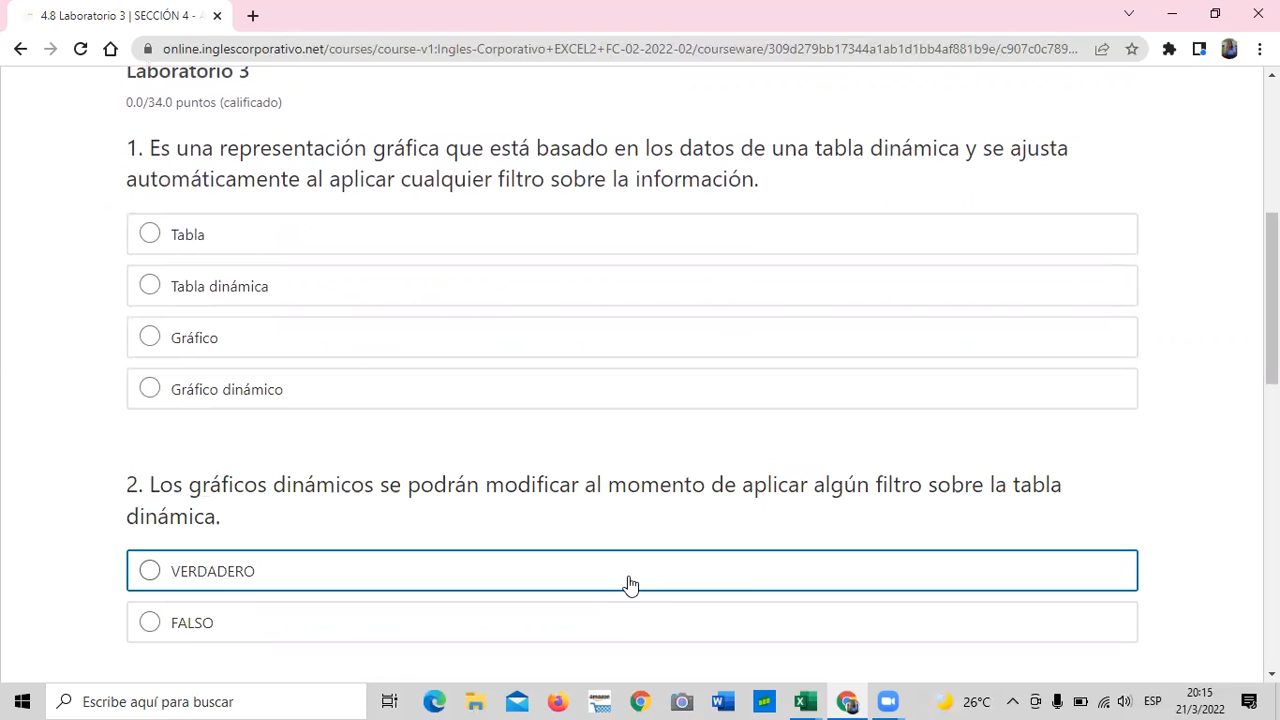 4.8 Laboratorio 3 | SECCIÓN 4 -
online.inglescorporativo.net/courses/course-v1:Ingles-Corporativo+EXCEL2+FC-02-2022-02/courseware/309d279bb17344a1ab1d1bb4af881b9e/c907c0c789...
Laboratorio 3
0.0/34.0 puntos (calificado)
1. Es una representación gráfica que está basado en los datos de una tabla dinámica y se ajusta
automáticamente al aplicar cualquier filtro sobre la información.
Tabla
Tabla dinámica
Gráfico
Gráfico dinámico
2. Los gráficos dinámicos se podrán modificar al momento de aplicar algún filtro sobre la tabla
dinámica.
VERDADERO
FALSO
Escribe aquí para buscar
amazon
26°C
ESP
20:15
21/3/2022